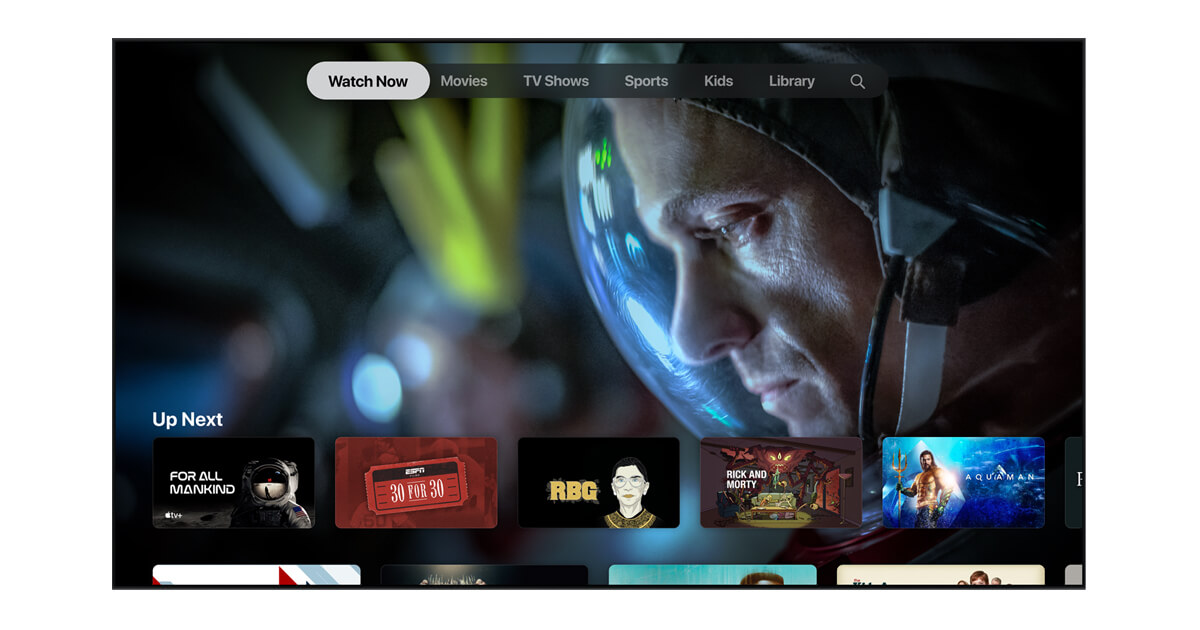 Watch Now Movies TV Shows Sports Kids Library
Up Next
FOR ALL
MANKIND
tv+
ESPN
30 FOR 30
RBG
RICK AND
MORTY
AQUAMAN